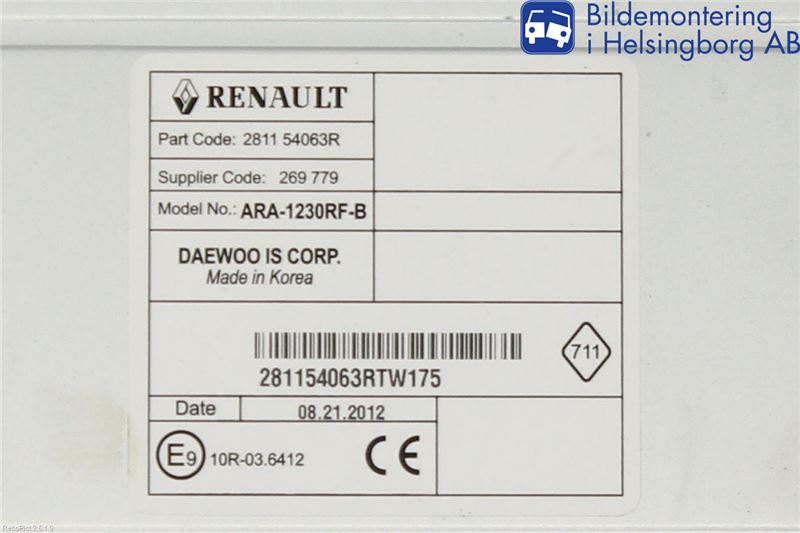 Bildemontering
i Helsingborg AB
RENAULT
Part Code: 2811 54063R
Supplier Code: 269 779
Model No.: ARA-1230RF-B
DAEWOO IS CORP.
Made in Korea
711
281154063RTW175
Date 08.21.2012
E9 10R-03.6412 CE